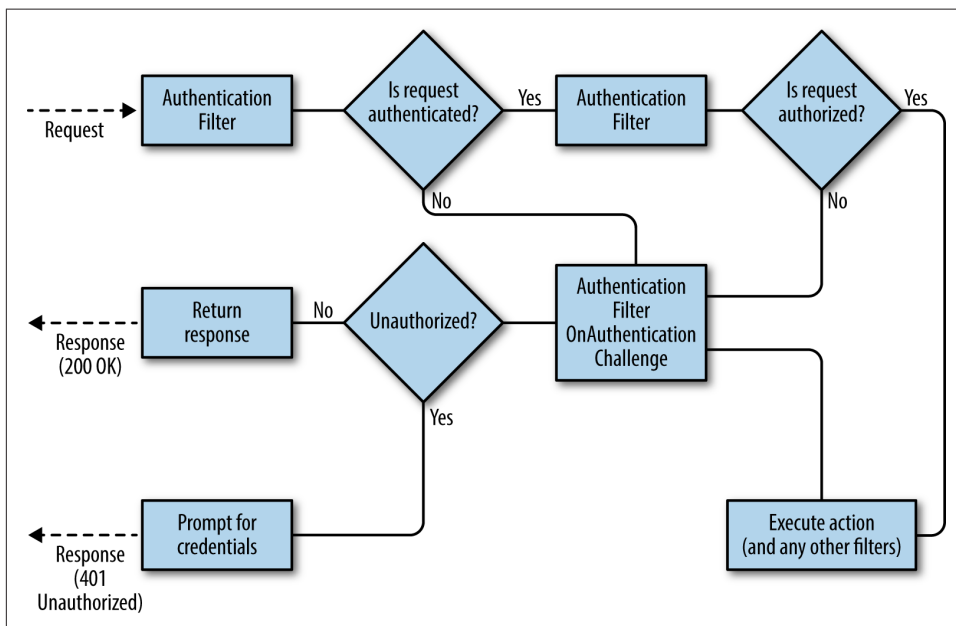 Request
Authentication
Filter
Is request
authenticated?
Yes
No
Authentication
Filter
Is request
authorized?
Yes
No
Response
(200 OK)
Return
response
No
Unauthorized?
Yes
Authentication
Filter
OnAuthentication
Challenge
Response
(401
Unauthorized)
Prompt for
credentials
Execute action
(and any other filters)